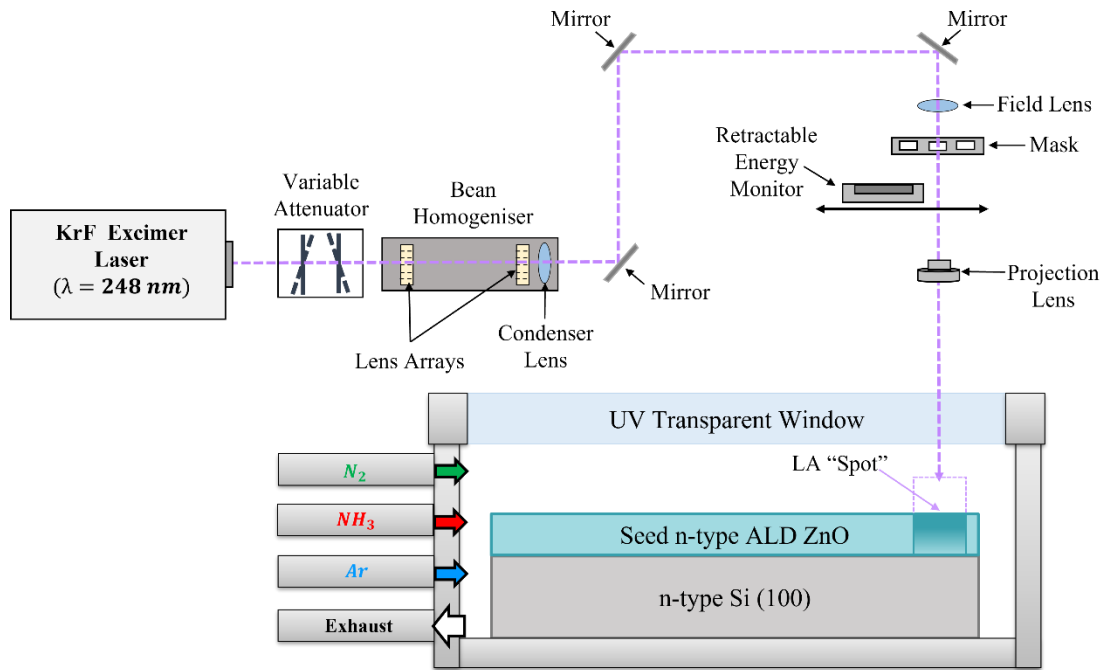 Mirror
Mirror
Field Lens
Mask
Retractable
Energy
Monitor
Variable
Attenuator
Bean
Homogeniser
KrF Excimer
Laser
(λ = 248 nm)
Mirror
Projection
Lens
Lens Arrays
Condenser
Lens
UV Transparent Window
LA “Spot”
N₂
NH₃
Ar
Exhaust
Seed n-type ALD ZnO
n-type Si (100)